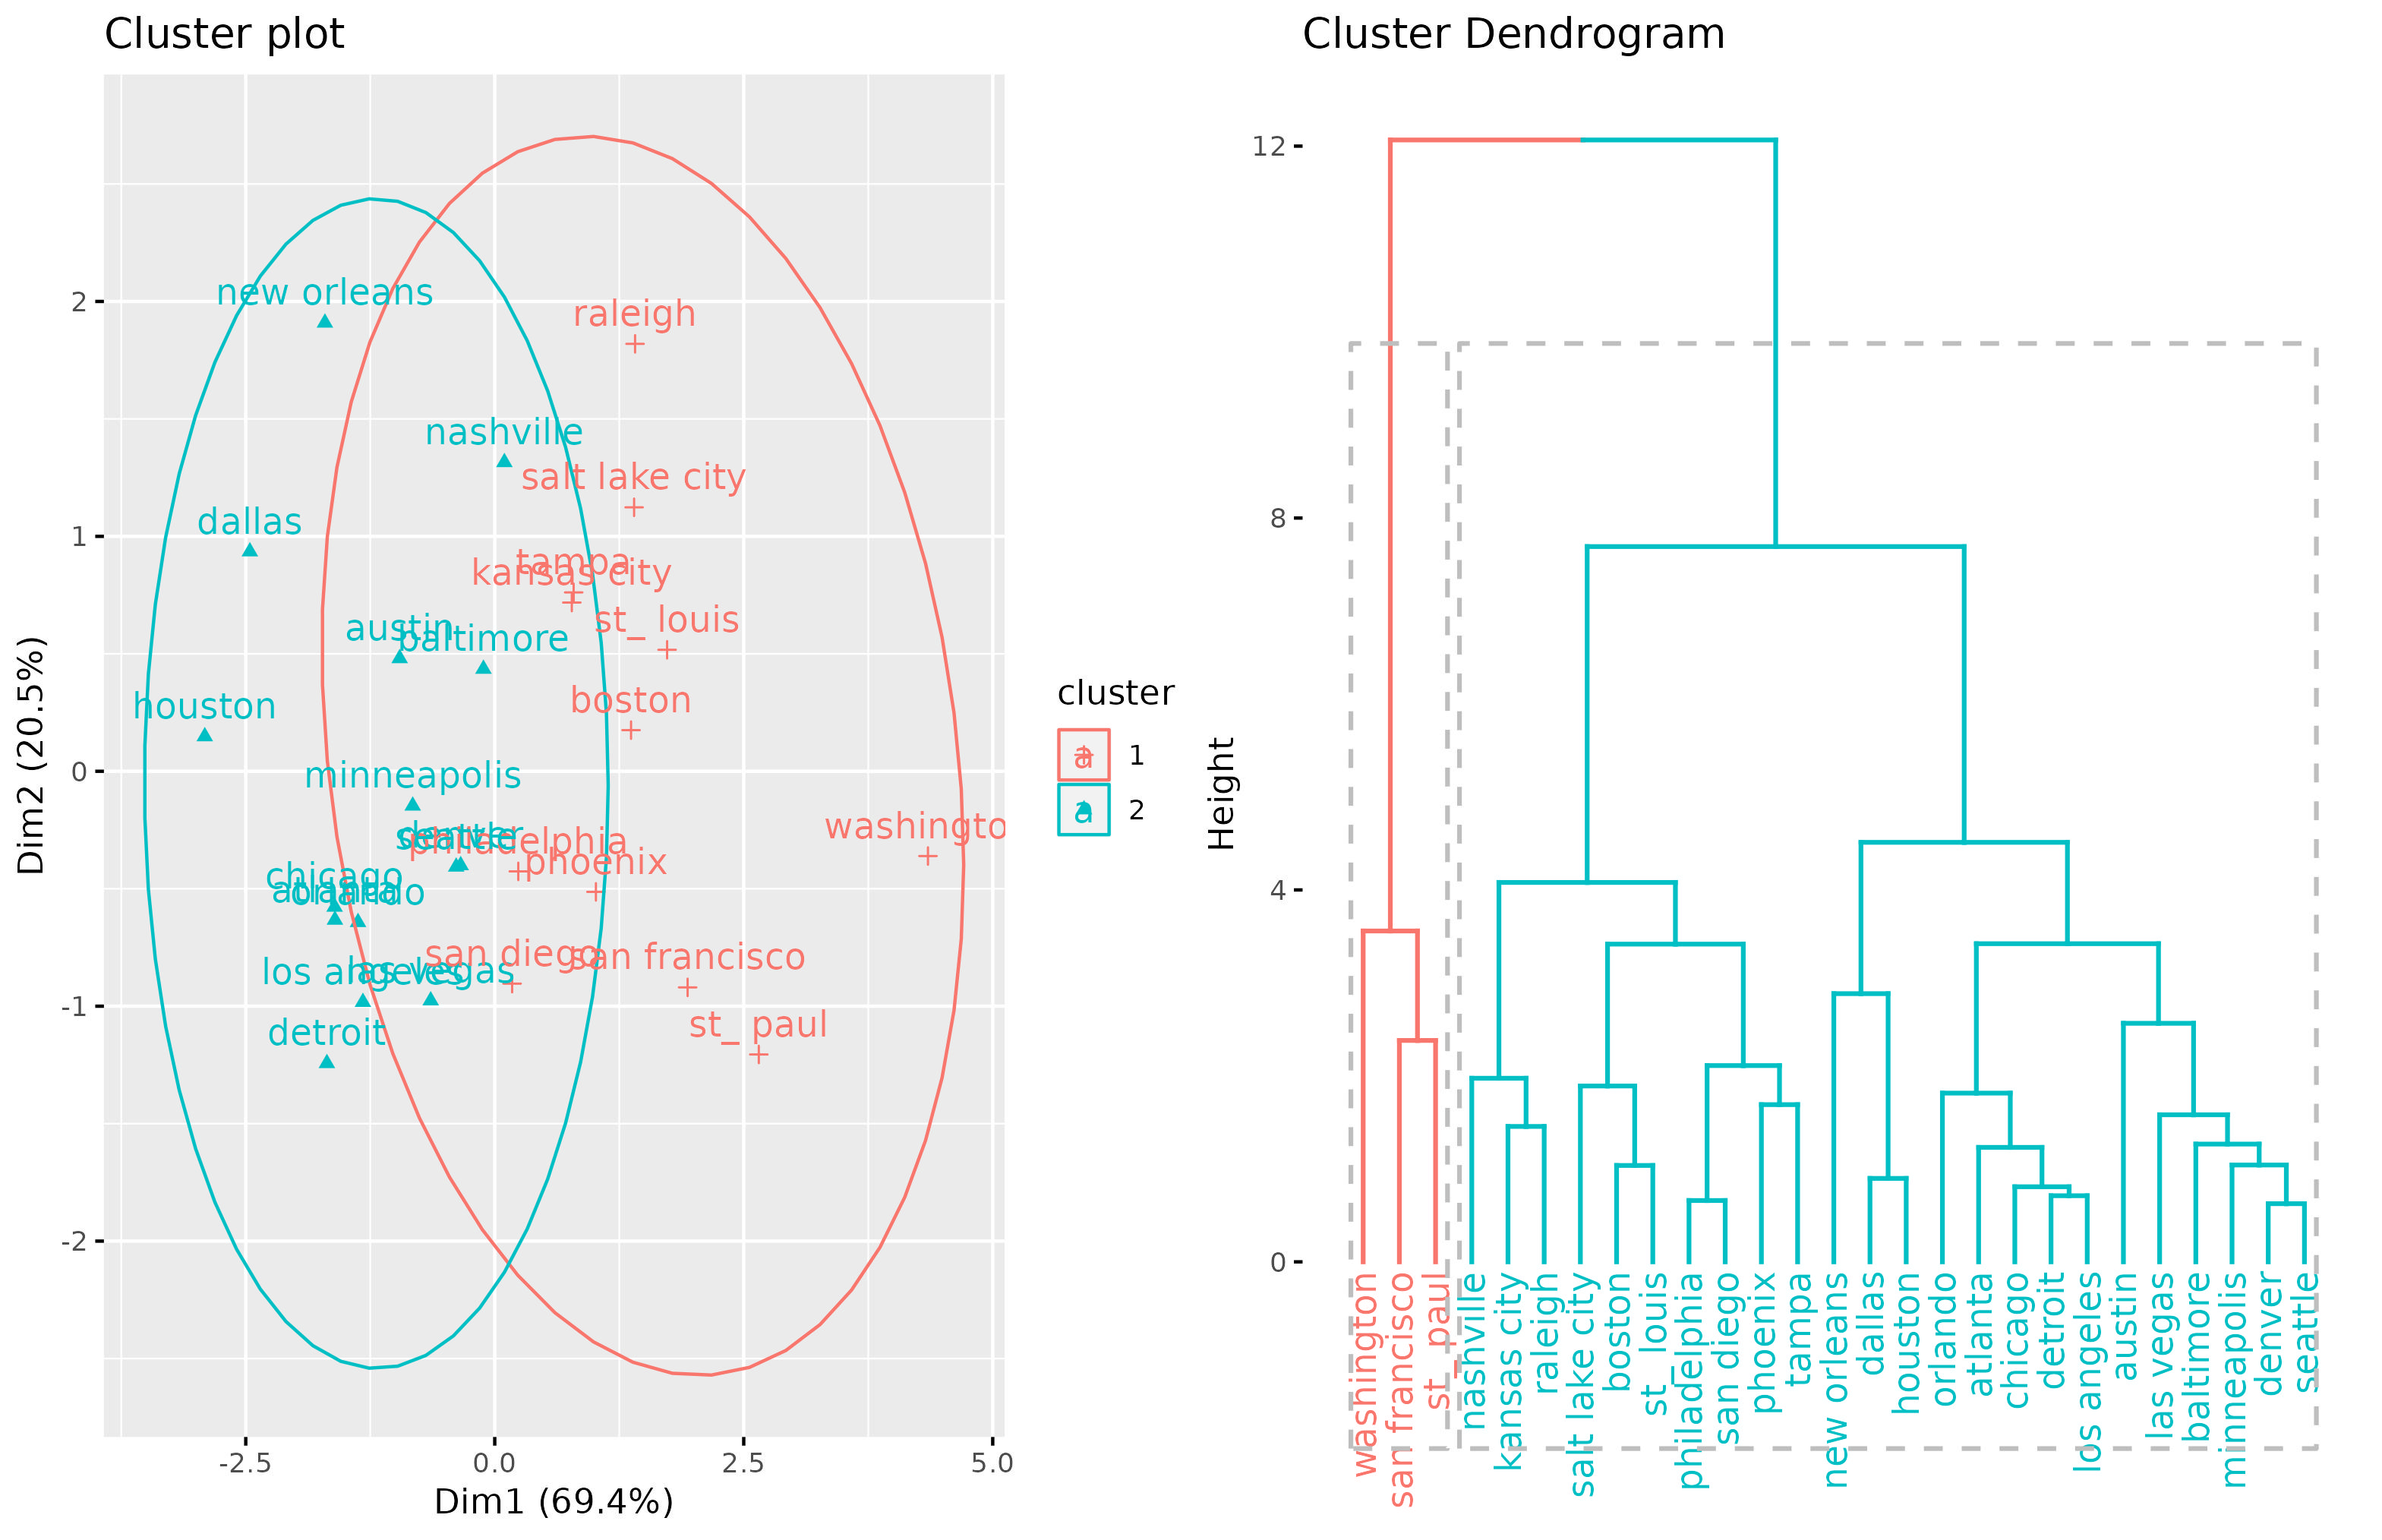 Cluster plot
new orleans
raleigh
nashville
salt lake city
dallas
tampa
kansas city
st_ louis
austin
baltimore
boston
houston
minneapolis
washingto
denver
seattle
philadelphia
phoenix
chicago
atlanta
orlando
san diego
san francisco
los angeles
las vegas
st_ paul
detroit
2
1
0
-1
-2
-2.5
0.0
2.5
5.0
Dim1 (69.4%)
Dim2 (20.5%)
cluster
a 1
a 2
Cluster Dendrogram
12
8
4
0
Height
washington
san francisco
st_ paul
nashville
kansas city
raleigh
salt lake city
boston
st_ louis
philadelphia
san diego
phoenix
tampa
new orleans
dallas
houston
orlando
atlanta
chicago
detroit
los angeles
austin
las vegas
baltimore
minneapolis
denver
seattle